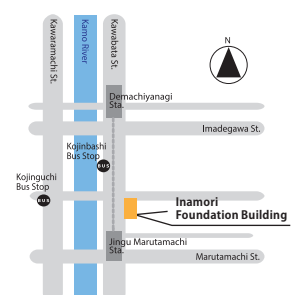 Kawaramachi St.
Kamo River
Kawabata St.
N
Demachiyanagi
Sta.
Imadegawa St.
Kojinbashi
Bus Stop
BUS
Kojinguchi
Bus Stop
BUS
Inamori
Foundation Building
Jingu Marutamachi
Sta.
Marutamachi St.